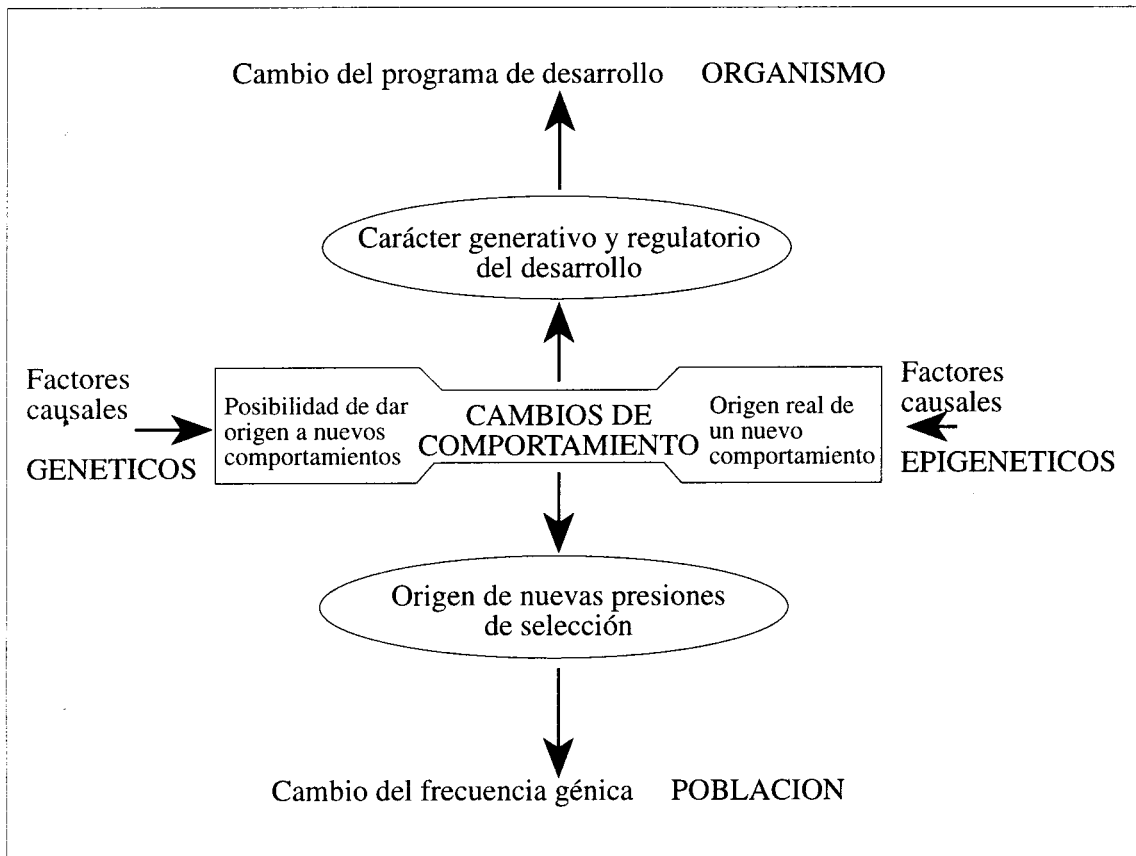 Cambio del programa de desarrollo ORGANISMO
Carácter generativo y regulatorio
del desarrollo
Factores
causales
GENETICOS
Posibilidad de dar
origen a nuevos
comportamientos
CAMBIOS DE
COMPORTAMIENTO
Origen real de
un nuevo
comportamiento
Factores
causales
EPIGENETICOS
Origen de nuevas presiones
de selección
Cambio del frecuencia génica POBLACION